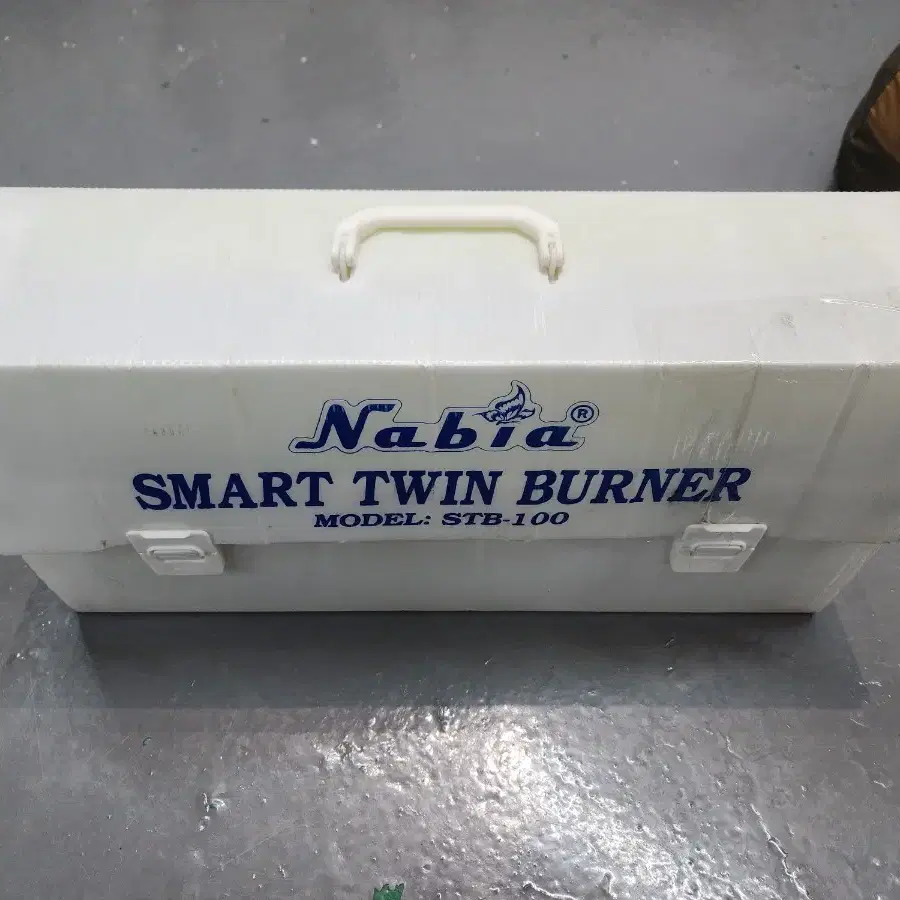 Nabia®
SMART TWIN BURNER
MODEL: STB-100